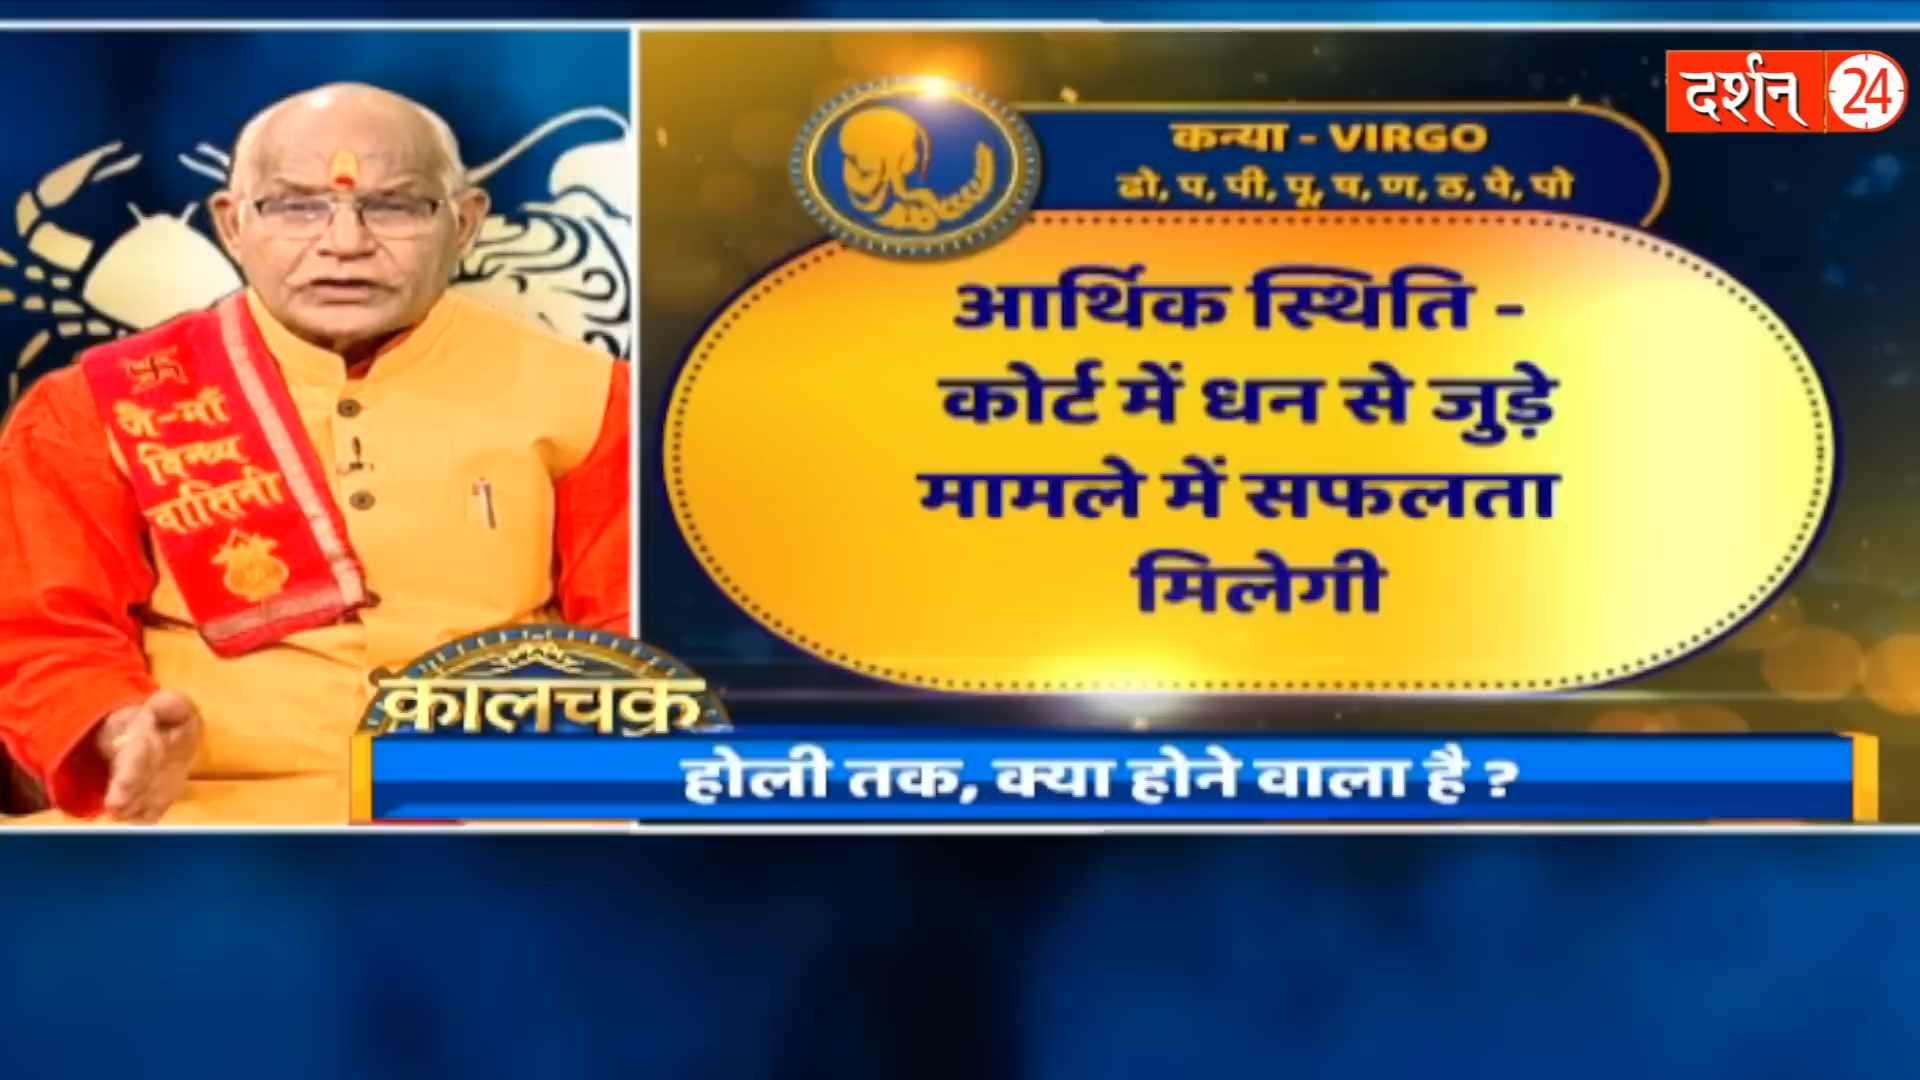 दर्शन 24
कन्या - VIRGO
ढो, प, पी, पू, ष, ण, ठ, पे, पो
आर्थिक स्थिति -
कोर्ट में धन से जुड़े
मामले में सफलता
मिलेगी
जै-माँ
विन्ध्य
वासिनी
कालचक्र
होली तक, क्या होने वाला है ?